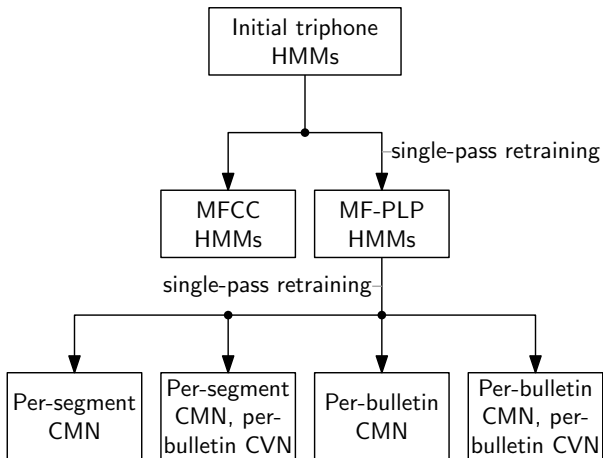 Initial triphone
HMMs
single-pass retraining
MFCC
HMMs
MF-PLP
HMMs
single-pass retraining
Per-segment
CMN
Per-segment
CMN, per-
bulletin CVN
Per-bulletin
CMN
Per-bulletin
CMN, per-
bulletin CVN